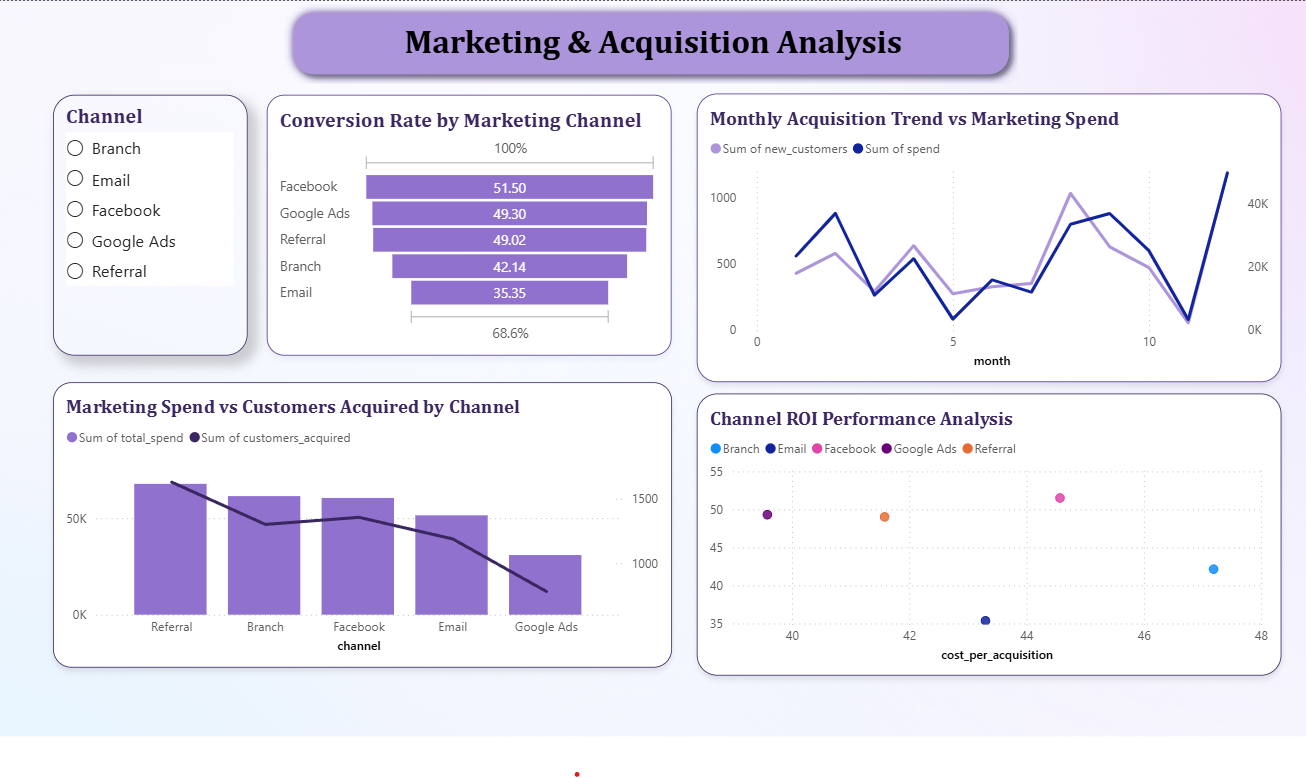 Marketing & Acquisition Analysis
Channel
Branch
Email
Facebook
Google Ads
Referral
Conversion Rate by Marketing Channel
100%
Facebook 51.50
Google Ads 49.30
Referral 49.02
Branch 42.14
Email 35.35
68.6%
Monthly Acquisition Trend vs Marketing Spend
Sum of new_customers Sum of spend
1000 40K
500 20K
0 0K
0 5 10
month
Marketing Spend vs Customers Acquired by Channel
Sum of total_spend Sum of customers_acquired
1500
50K
1000
0K
Referral Branch Facebook Email Google Ads
channel
Channel ROI Performance Analysis
Branch Email Facebook Google Ads Referral
55
50
45
40
35
40 42 44 46 48
cost_per_acquisition